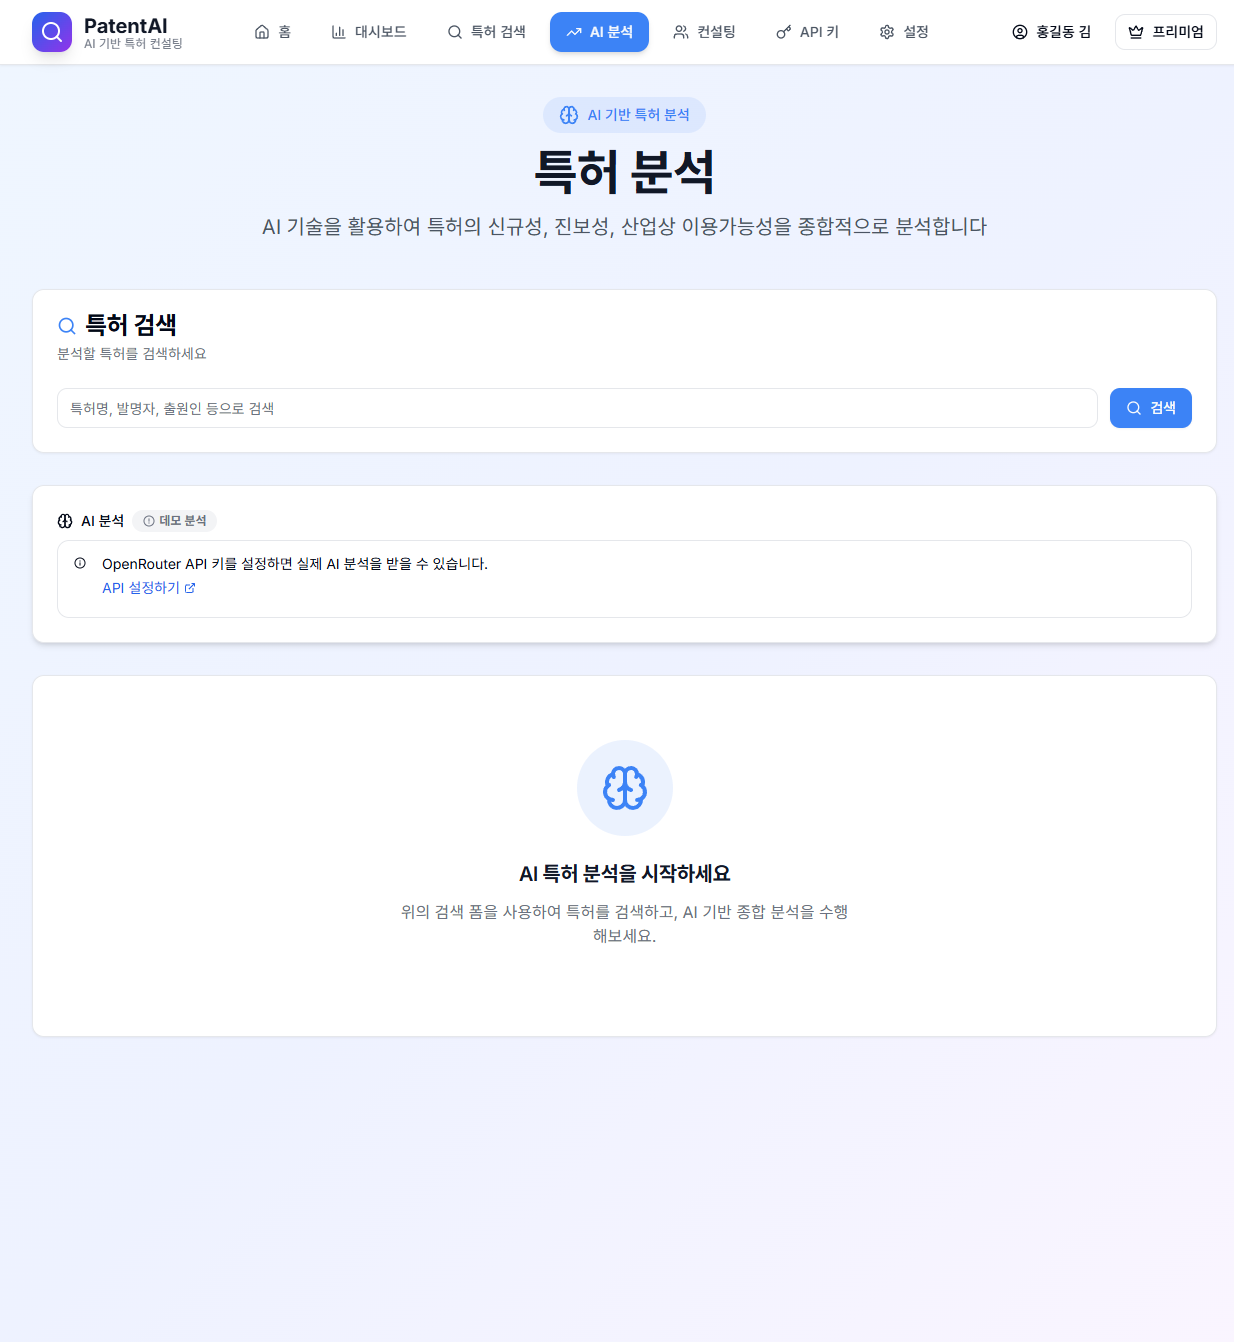 PatentAI
AI 기반 특허 컨설팅
홈
대시보드
특허 검색
AI 분석
컨설팅
API 키
설정
홍길동 김
프리미엄
AI 기반 특허 분석
특허 분석
AI 기술을 활용하여 특허의 신규성, 진보성, 산업상 이용가능성을 종합적으로 분석합니다
특허 검색
분석할 특허를 검색하세요
특허명, 발명자, 출원인 등으로 검색
검색
AI 분석
데모 분석
OpenRouter API 키를 설정하면 실제 AI 분석을 받을 수 있습니다.
API 설정하기
AI 특허 분석을 시작하세요
위의 검색 폼을 사용하여 특허를 검색하고, AI 기반 종합 분석을 수행
해보세요.